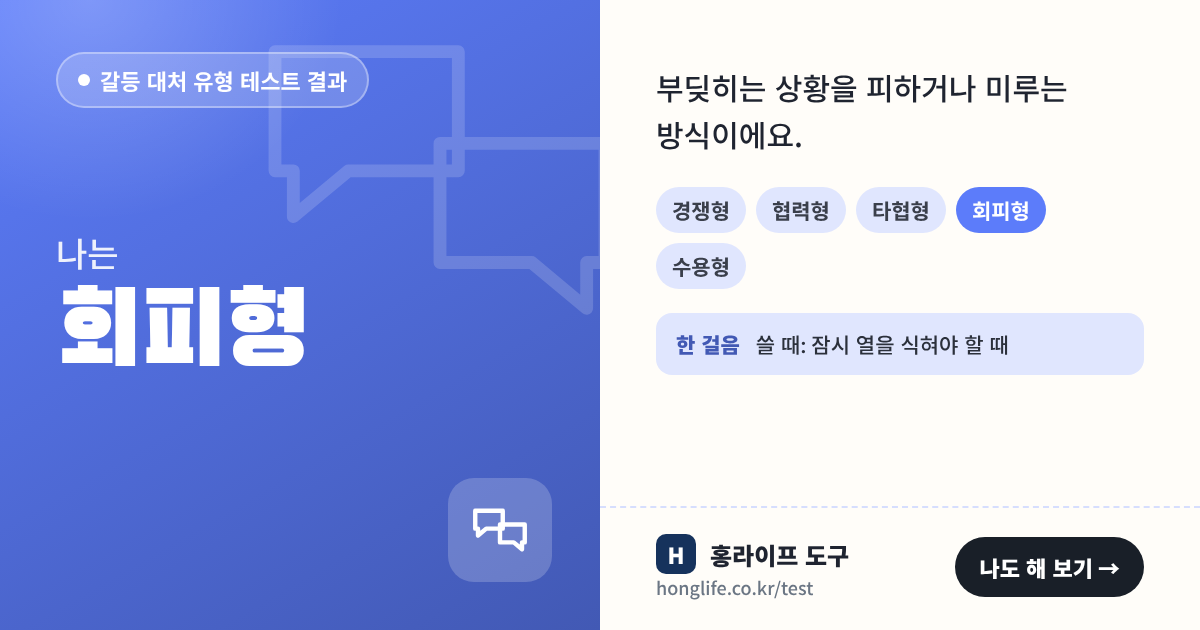 갈등 대처 유형 테스트 결과
나는
회피형
부딪히는 상황을 피하거나 미루는
방식이에요.
경쟁형 협력형 타협형 회피형
수용형
한 걸음 쓸 때: 잠시 열을 식혀야 할 때
H 홍라이프 도구
honglife.co.kr/test
나도 해 보기 →